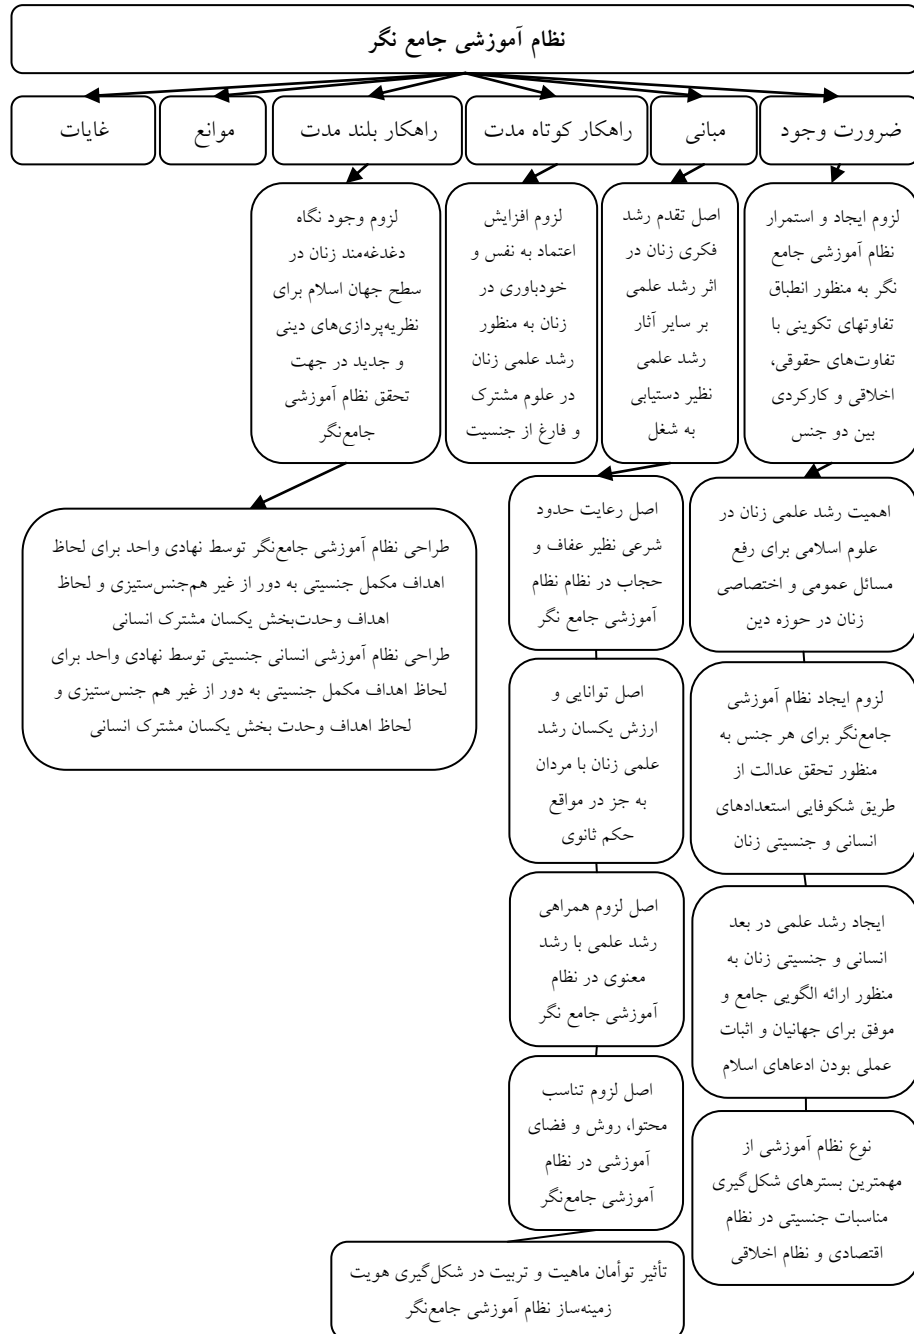 نظام آموزشی جامع نگر
ضرورت وجود
مبانی
راهکار کوتاه مدت
راهکار بلند مدت
موانع
غایات
لزوم ایجاد و استمرار
نظام آموزشی جامع
نگر به منظور انطباق
تفاوتهای تکوینی با
تفاوت‌های حقوقی،
اخلاقی و کارکردی
بین دو جنس
اهمیت رشد علمی زنان در
علوم اسلامی برای رفع
مسائل عمومی و اختصاصی
زنان در حوزه دین
لزوم ایجاد نظام آموزشی
جامع‌نگر برای هر جنس به
منظور تحقق عدالت از
طریق شکوفایی استعدادهای
انسانی و جنسیتی زنان
ایجاد رشد علمی در بعد
انسانی و جنسیتی زنان به
منظور ارائه الگویی جامع و
موفق برای جهانیان و اثبات
عملی بودن ادعاهای اسلام
نوع نظام آموزشی از
مهمترین بسترهای شکل‌گیری
مناسبات جنسیتی در نظام
اقتصادی و نظام اخلاقی
اصل تقدم رشد
فکری زنان در
اثر رشد علمی
بر سایر آثار
رشد علمی
نظیر دستیابی
به شغل
اصل رعایت حدود
شرعی نظیر عفاف و
حجاب در نظام نظام
آموزشی جامع نگر
اصل توانایی و
ارزش یکسان رشد
علمی زنان با مردان
به جز در مواقع
حکم ثانوی
اصل لزوم همراهی
رشد علمی با رشد
معنوی در نظام
آموزشی جامع نگر
اصل لزوم تناسب
محتوا، روش و فضای
آموزشی در نظام
آموزشی جامع‌نگر
تأثیر توأمان ماهیت و تربیت در شکل‌گیری هویت
زمینه‌ساز نظام آموزشی جامع‌نگر
لزوم افزایش
اعتماد به نفس و
خودباوری در
زنان به منظور
رشد علمی زنان
در علوم مشترک
و فارغ از جنسیت
لزوم وجود نگاه
دغدغه‌مند زنان در
سطح جهان اسلام برای
نظریه‌پردازی‌های دینی
و جدید در جهت
تحقق نظام آموزشی
جامع‌نگر
طراحی نظام آموزشی جامع‌نگر توسط نهادی واحد برای لحاظ
اهداف مکمل جنسیتی به دور از غیر هم‌جنس‌ستیزی و لحاظ
اهداف وحدت‌بخش یکسان مشترک انسانی
طراحی نظام آموزشی انسانی جنسیتی توسط نهادی واحد برای
لحاظ اهداف مکمل جنسیتی به دور از غیر هم جنس‌ستیزی و
لحاظ اهداف وحدت بخش یکسان مشترک انسانی